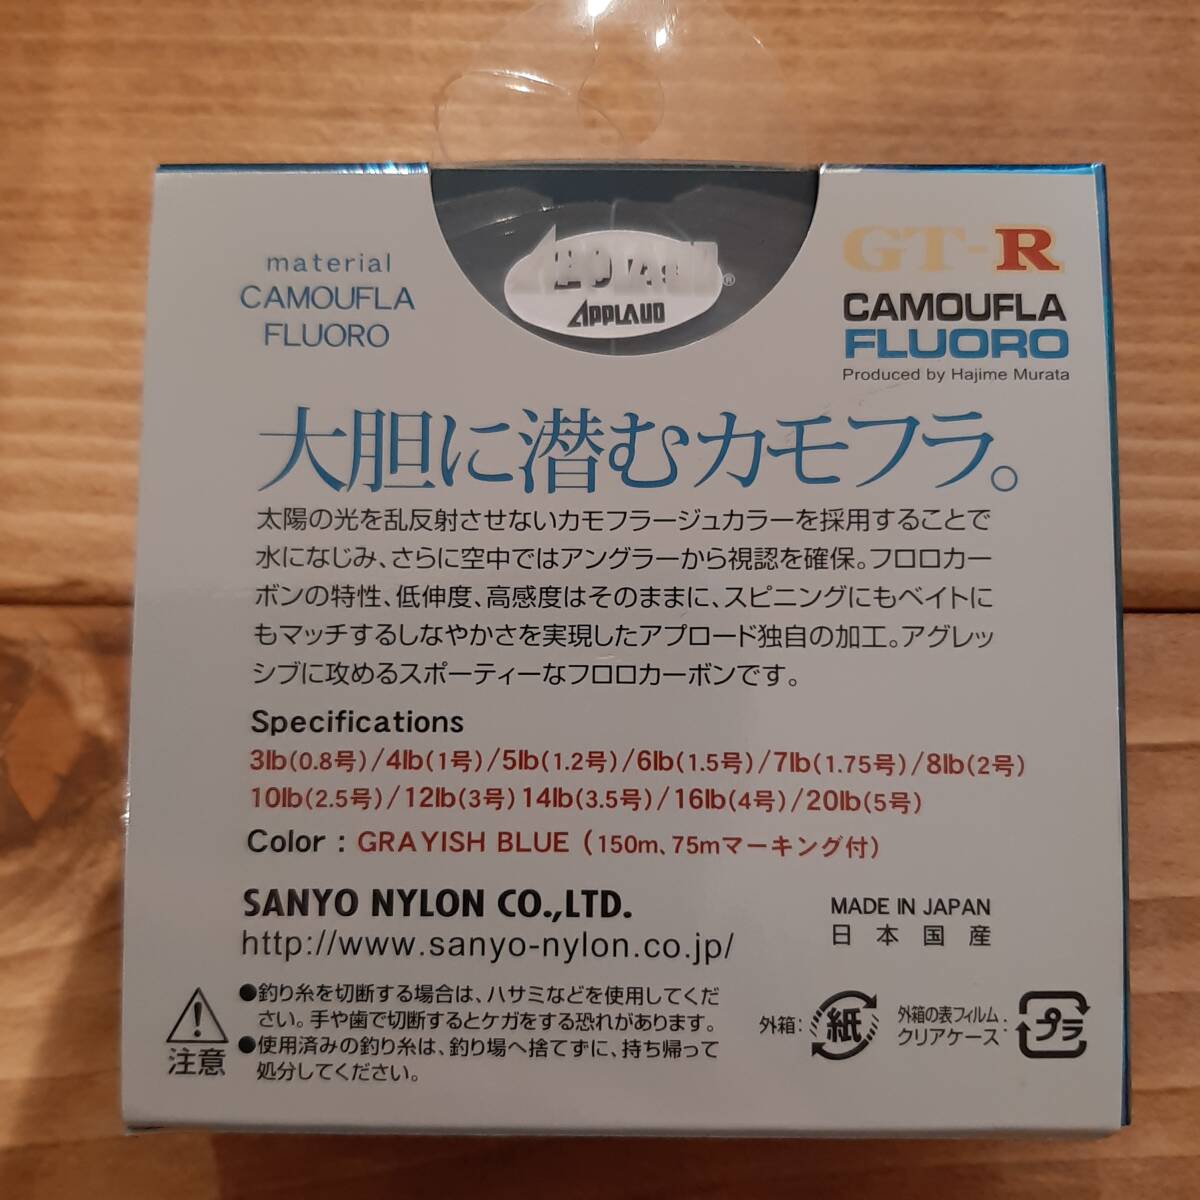 material
CAMOUFLA
FLUORO
®
APPLAUD
GT-R
CAMOUFLA
FLUORO
Produced by Hajime Murata
大胆に潜むカモフラ。
太陽の光を乱反射させないカモフラージュカラーを採用することで
水になじみ、さらに空中ではアングラーから視認を確保。フロロカー
ボンの特性、低伸度、高感度はそのままに、スピニングにもベイトに
もマッチするしなやかさを実現したアプロード独自の加工。アグレッ
シブに攻めるスポーティーなフロロカーボンです。
Specifications
3lb(0.8号)/4lb(1号)/5lb(1.2号)/6lb(1.5号)/7lb(1.75号)/8lb(2号)
10lb(2.5号)/12lb(3号)14lb(3.5号)/16lb(4号)/20lb(5号)
Color : GRAYISH BLUE (150m、75mマーキング付)
SANYO NYLON CO.,LTD.
http://www.sanyo-nylon.co.jp/
MADE IN JAPAN
日本国産
注意
●釣り糸を切断する場合は、ハサミなどを使用してくだ
さい。手や歯で切断するとケガをする恐れがあります。
●使用済みの釣り糸は、釣り場へ捨てずに、持ち帰って
処分してください。
外箱:
紙
外箱の表フィルム.
クリアケース:
プラ